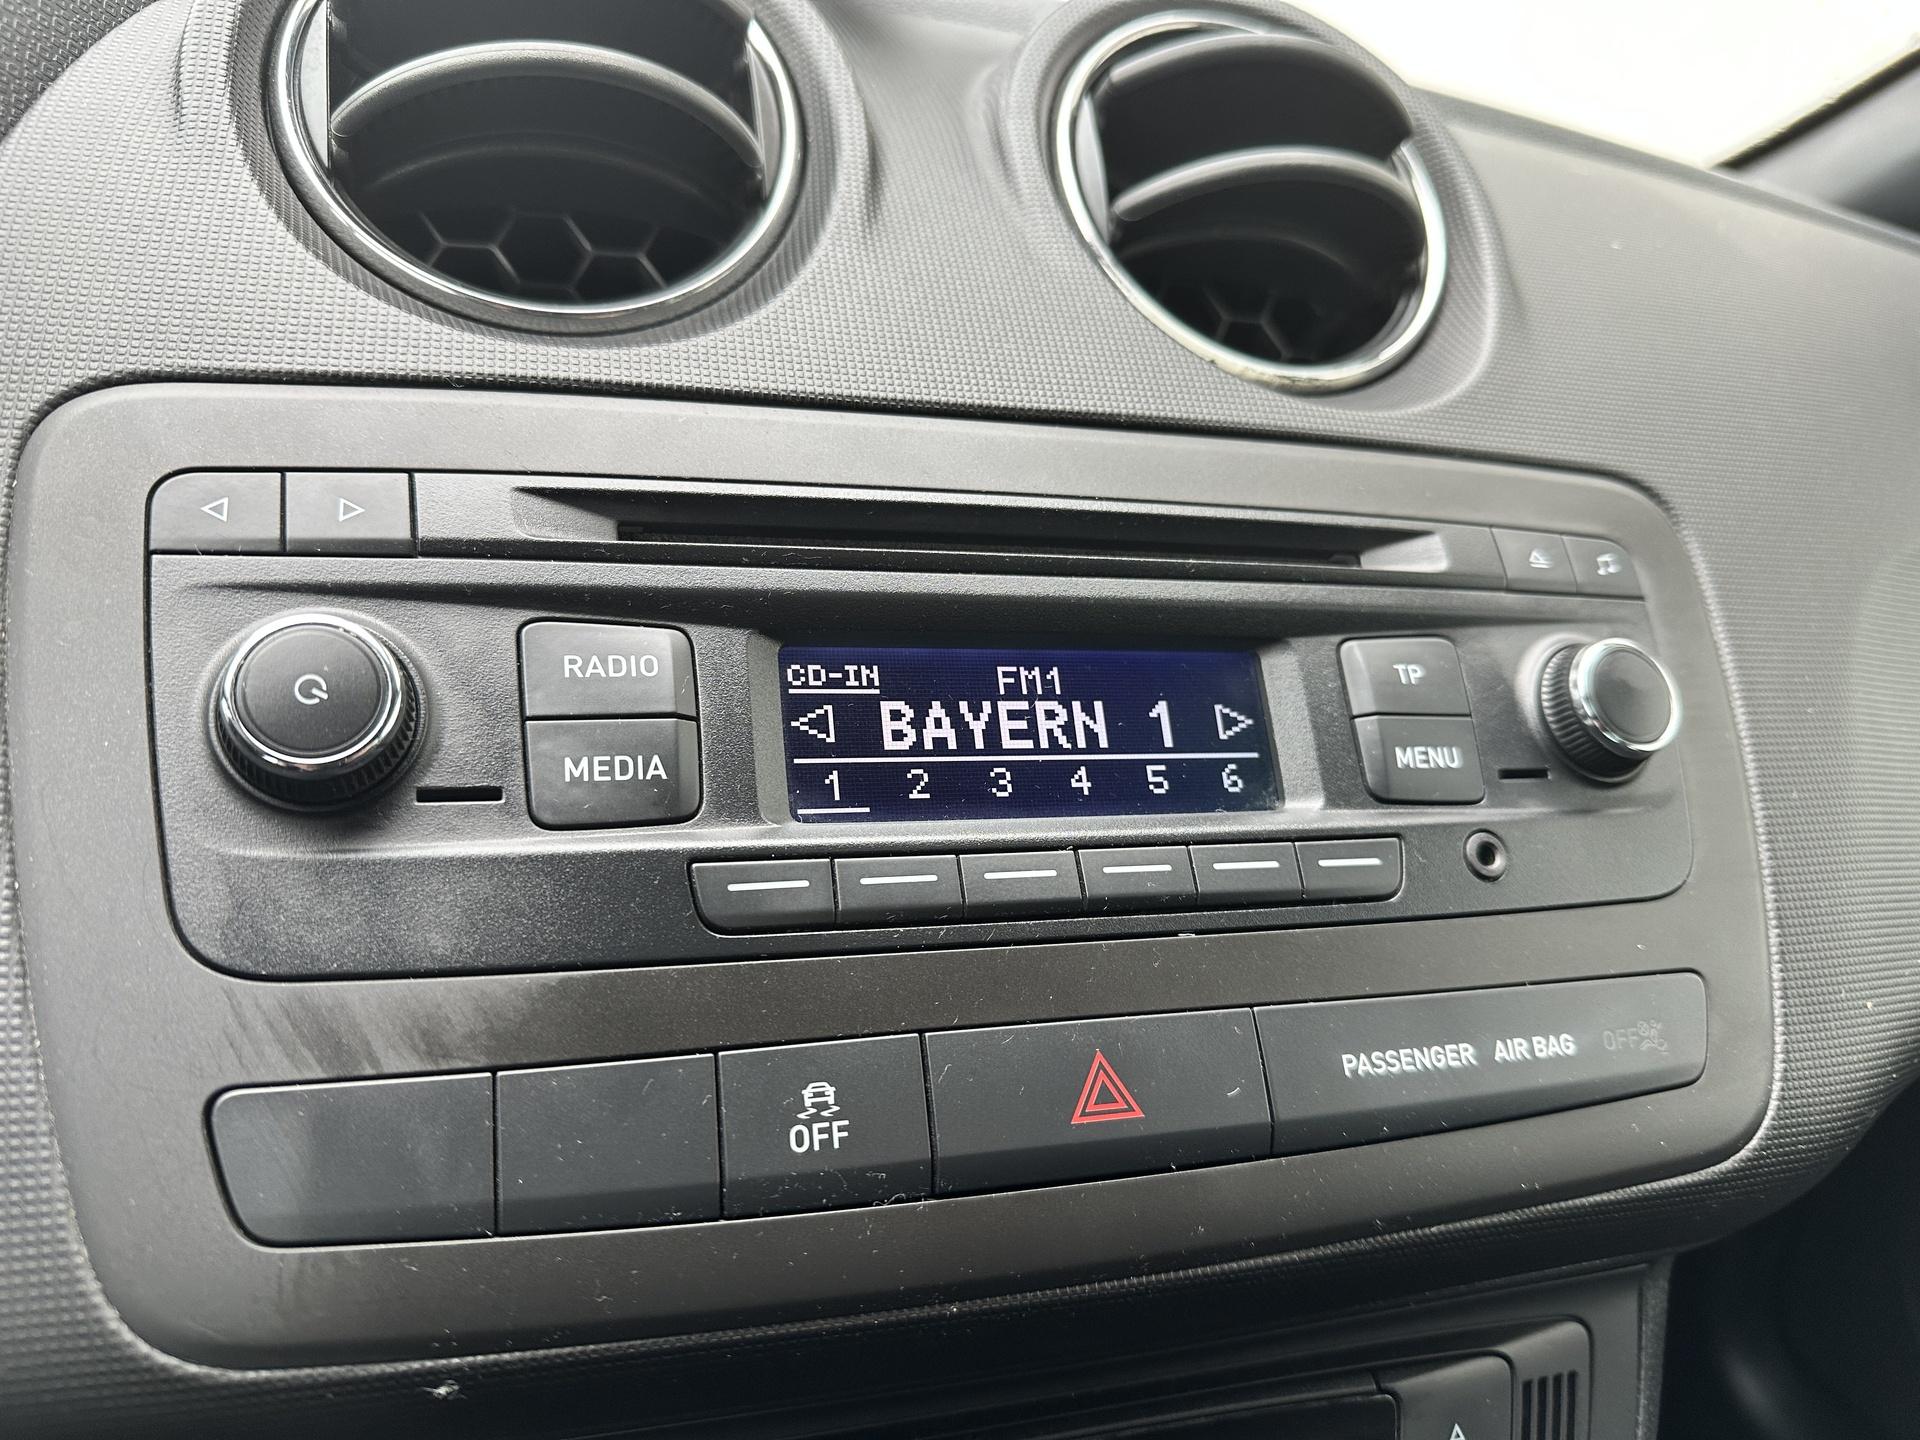 RADIO
MEDIA
CD-IN FM1
BAYERN 1
1 2 3 4 5 6
TP
MENU
OFF
PASSENGER AIR BAG OFF